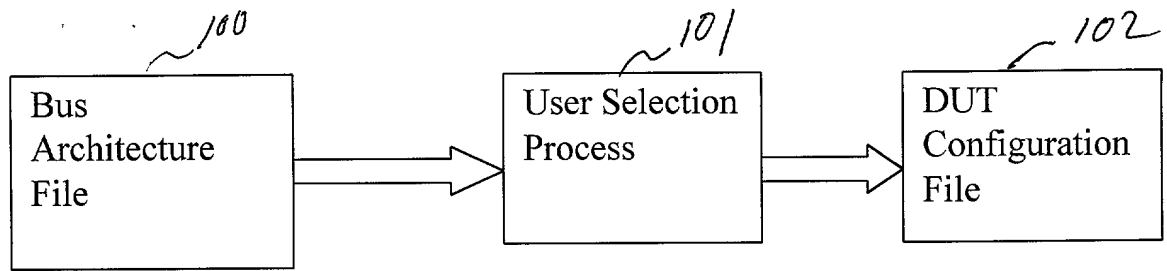 100
101
102
Bus
Architecture
File
User Selection
Process
DUT
Configuration
File